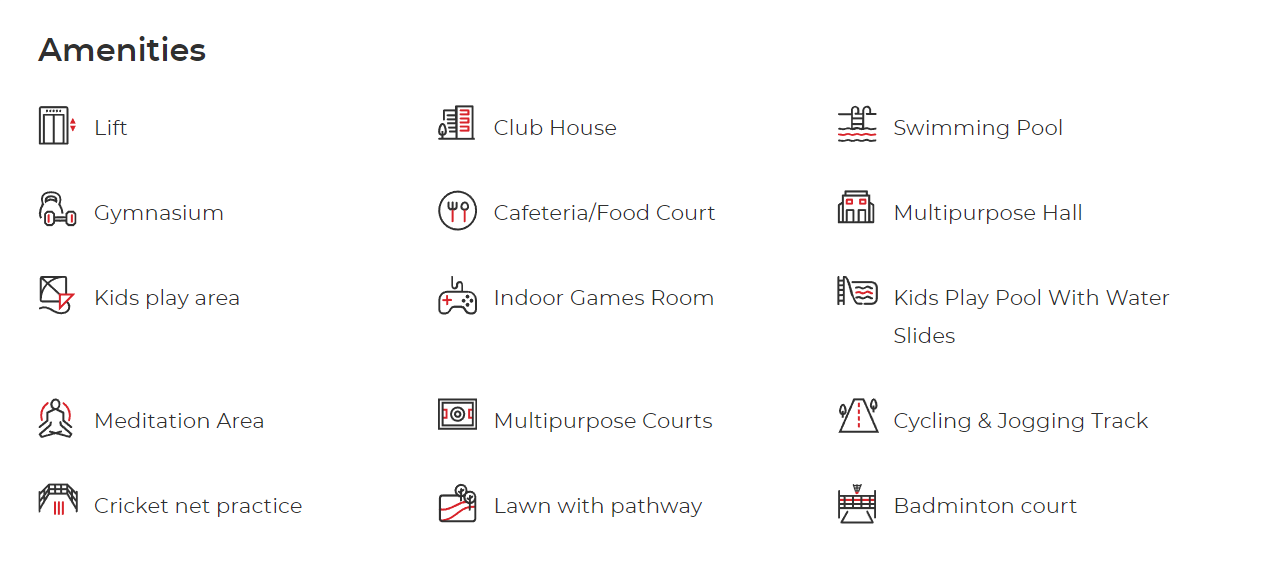 Amenities
Lift
Club House
Swimming Pool
Gymnasium
Cafeteria/Food Court
Multipurpose Hall
Kids play area
Indoor Games Room
Kids Play Pool With Water
Slides
Meditation Area
Multipurpose Courts
Cycling & Jogging Track
Cricket net practice
Lawn with pathway
Badminton court